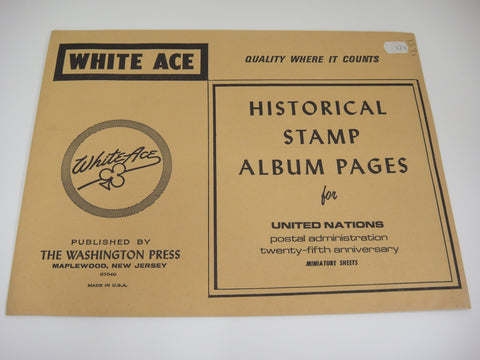 WHITE ACE
QUALITY WHERE IT COUNTS
HISTORICAL
STAMP
ALBUM PAGES
for
UNITED NATIONS
postal administration
twenty-fifth anniversary
MINIATURE SHEETS
White Ace
PUBLISHED BY
THE WASHINGTON PRESS
MAPLEWOOD, NEW JERSEY
07040
MADE IN U.S.A.